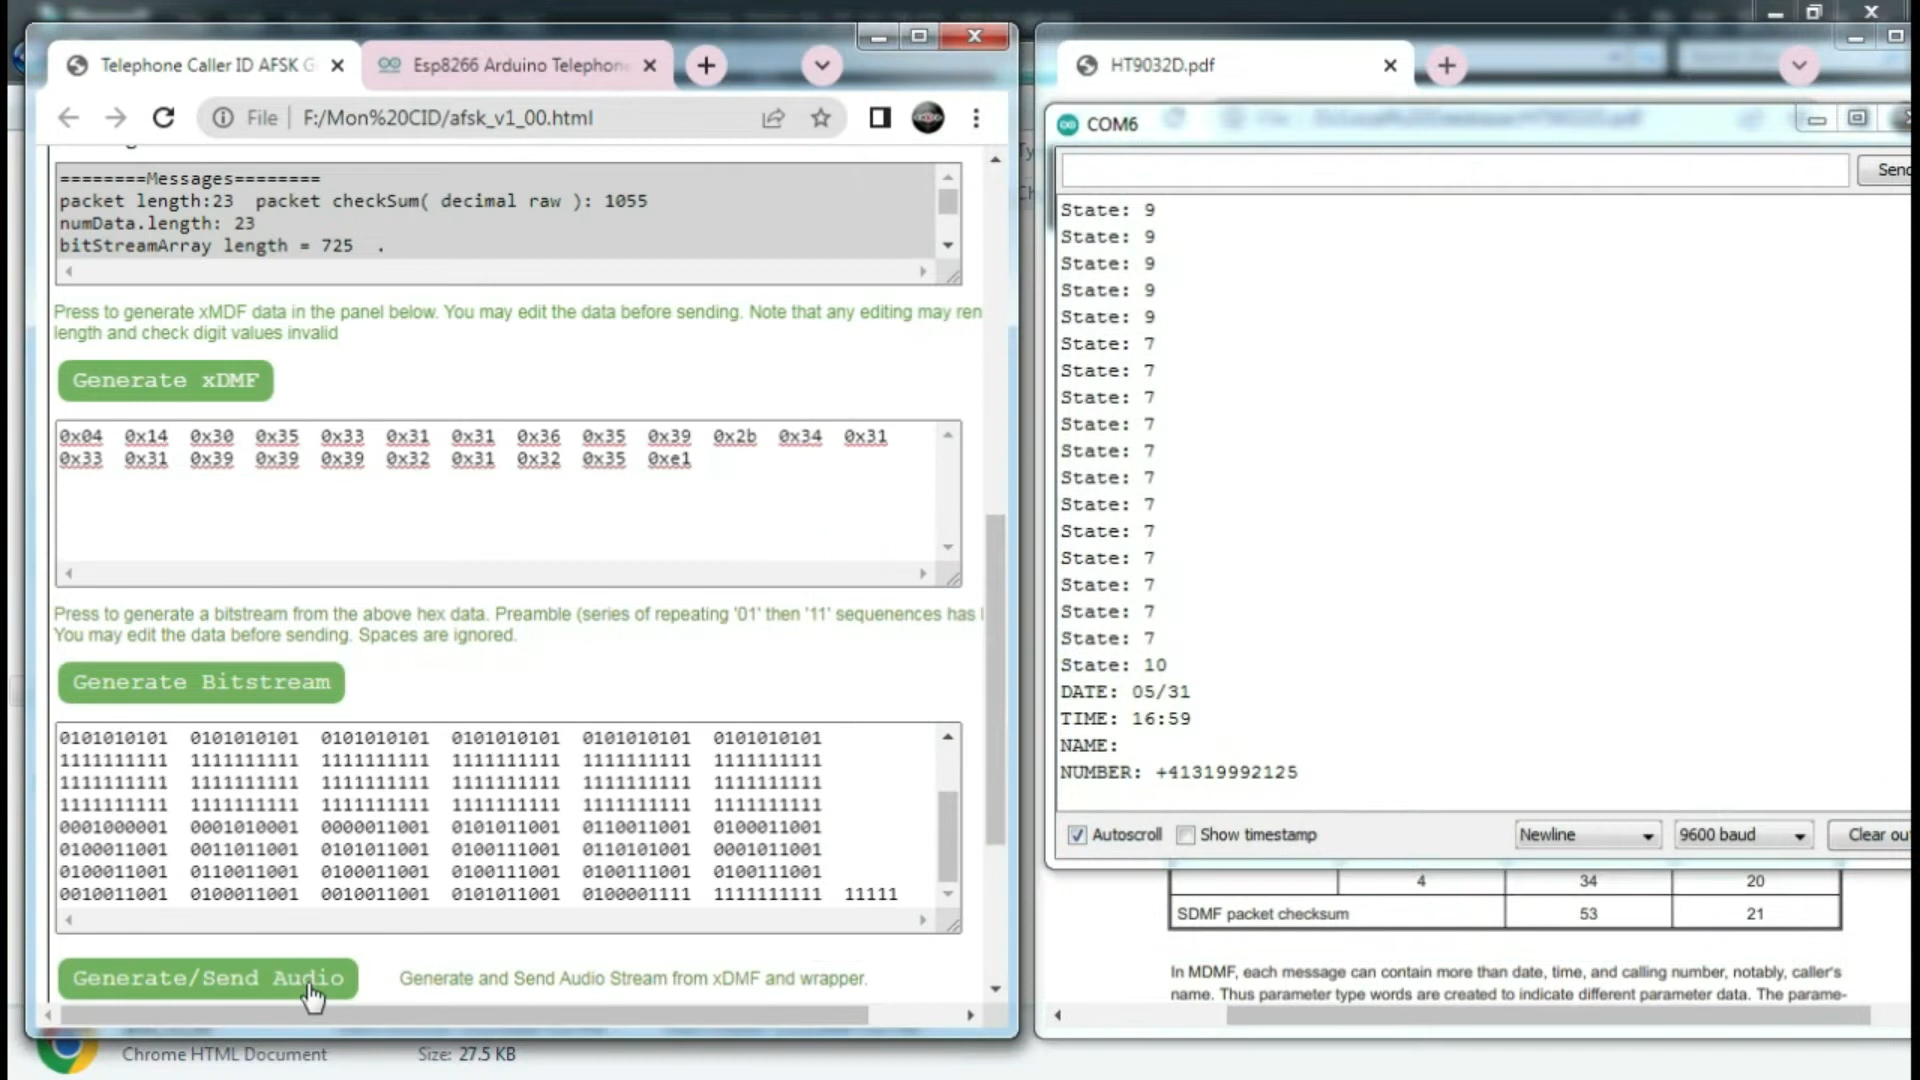 Telephone Caller ID AFSK G
Esp8266 Arduino Telephon
File F:/Mon%20CID/afsk_v1_00.html
========Messages========
packet length:23 packet checkSum( decimal raw ): 1055
numData.length: 23
bitStreamArray length = 725 .
Press to generate xMDF data in the panel below. You may edit the data before sending. Note that any editing may ren
length and check digit values invalid
Generate xDMF
0x04 0x14 0x30 0x35 0x33 0x31 0x31 0x36 0x35 0x39 0x2b 0x34 0x31
0x33 0x31 0x39 0x39 0x39 0x32 0x31 0x32 0x35 0xe1
Press to generate a bitstream from the above hex data. Preamble (series of repeating '01' then '11' sequenences has
You may edit the data before sending. Spaces are ignored.
Generate Bitstream
0101010101 0101010101 0101010101 0101010101 0101010101 0101010101
1111111111 1111111111 1111111111 1111111111 1111111111 1111111111
1111111111 1111111111 1111111111 1111111111 1111111111 1111111111
1111111111 1111111111 1111111111 1111111111 1111111111 1111111111
0001000001 0001010001 0000011001 0101011001 0110011001 0100011001
0100011001 0011011001 0101011001 0100111001 0110101001 0001011001
0100011001 0110011001 0100011001 0100111001 0100111001 0100111001
0010011001 0100011001 0010011001 0101011001 0100001111 1111111111 11111
Generate/Send Audio
Generate and Send Audio Stream from xDMF and wrapper.
Chrome HTML Document
Size: 27.5 KB
HT9032D.pdf
COM6
Send
State: 9
State: 9
State: 9
State: 9
State: 9
State: 7
State: 7
State: 7
State: 7
State: 7
State: 7
State: 7
State: 7
State: 7
State: 7
State: 7
State: 7
State: 10
DATE: 05/31
TIME: 16:59
NAME:
NUMBER: +41319992125
Autoscroll Show timestamp Newline 9600 baud Clear ou
4 34 20
SDMF packet checksum 53 21
In MDMF, each message can contain more than date, time, and calling number, notably, caller's
name. Thus parameter type words are created to indicate different parameter data. The parame-